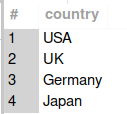 # country
1 USA
2 UK
3 Germany
4 Japan